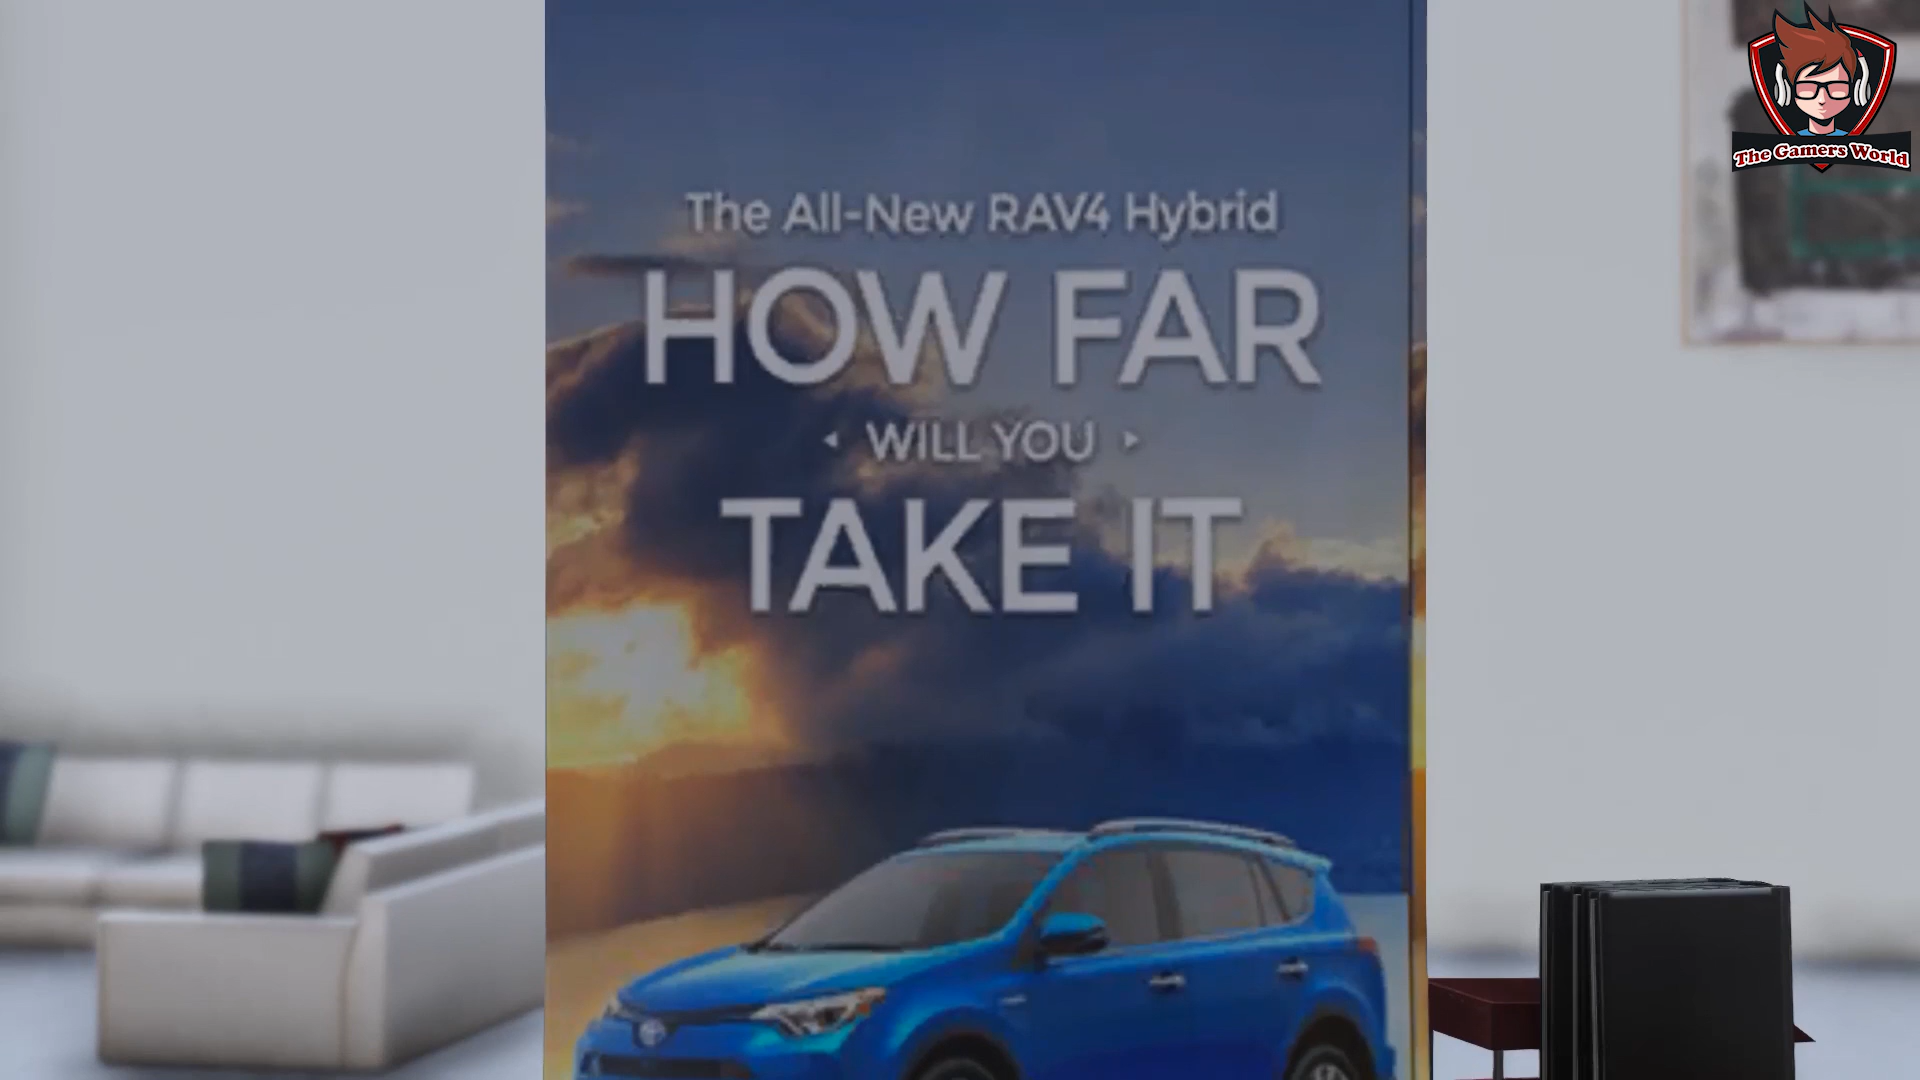 The All-New RAV4 Hybrid
HOW FAR
WILL YOU
TAKE IT
The Gamers World